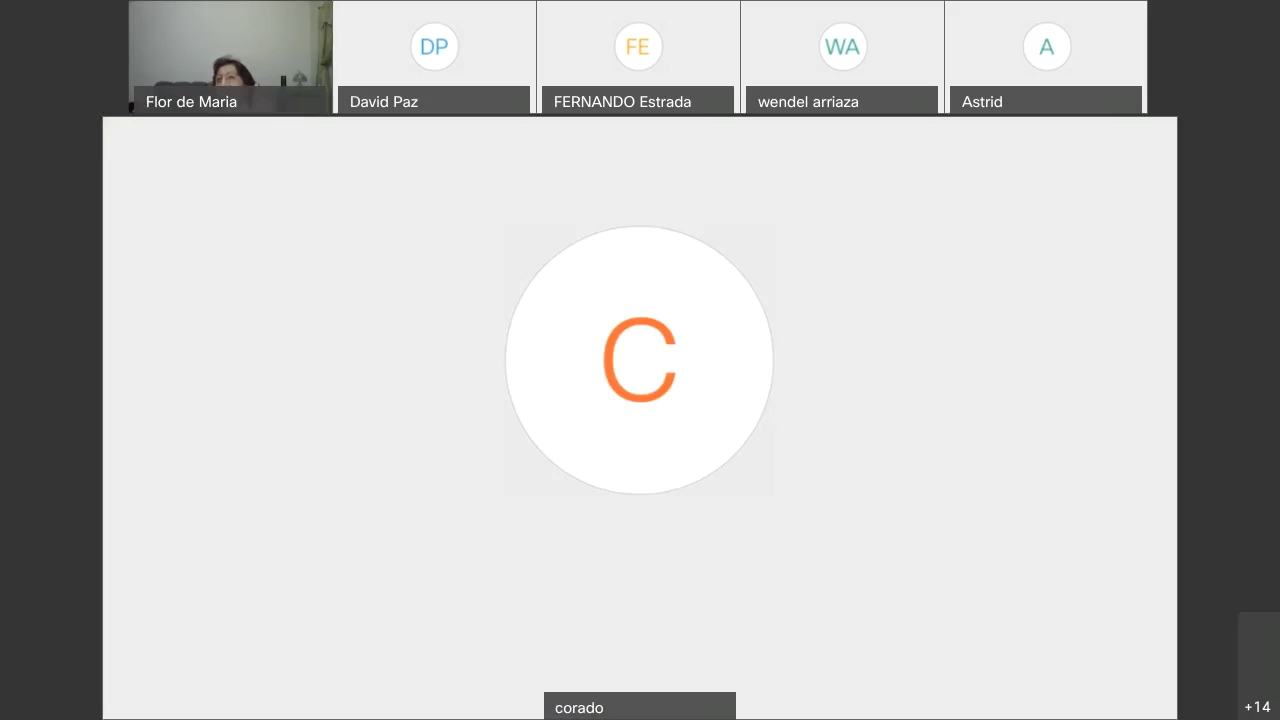 DP
FE
WA
A
Flor de Maria
David Paz
FERNANDO Estrada
wendel arriaza
Astrid
C
corado
+14